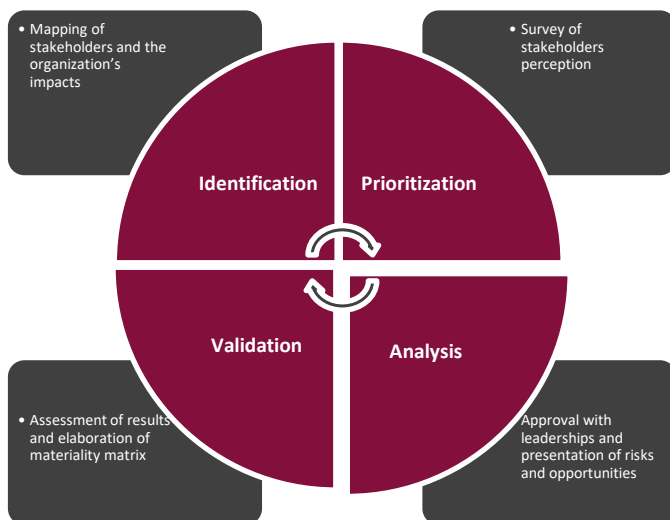 • Mapping of
stakeholders and the
organization's
impacts
• Survey of
stakeholders
perception
Identification
Prioritization
Validation
Analysis
• Assessment of results
and elaboration of
materiality matrix
Approval with
leaderships and
presentation of risks
and opportunities